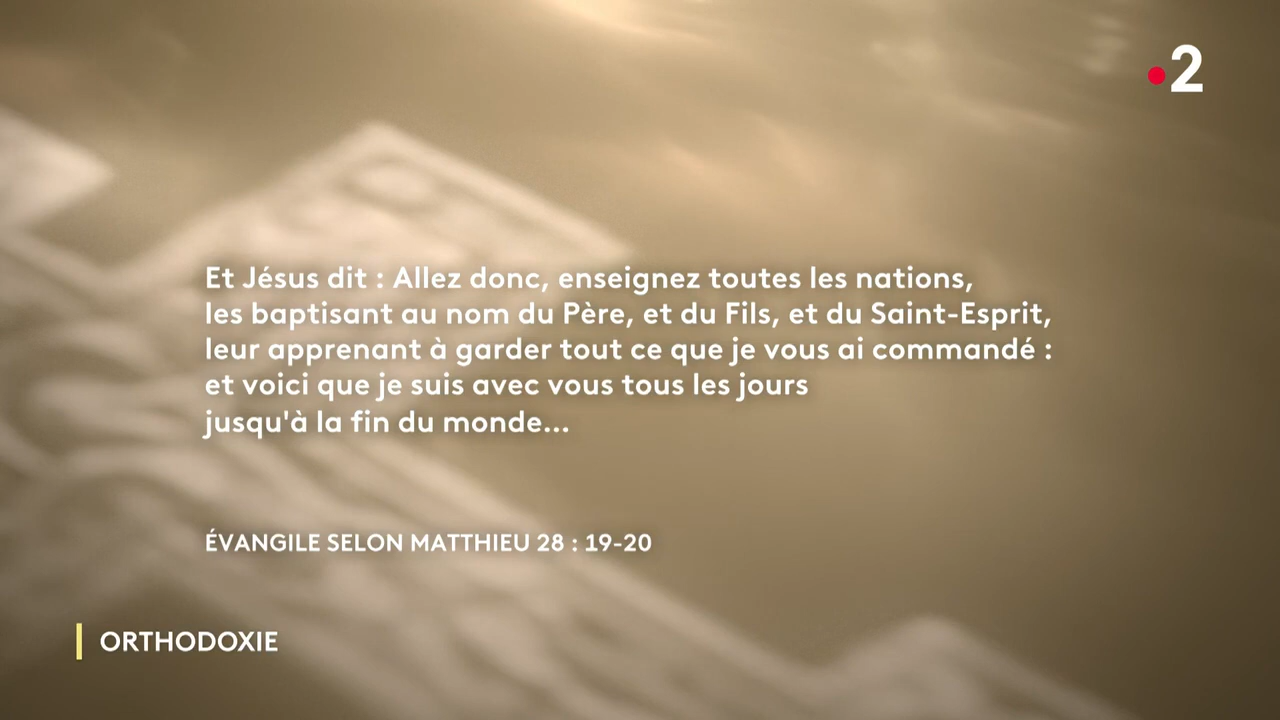 2
Et Jésus dit : Allez donc, enseignez toutes les nations,
les baptisant au nom du Père, et du Fils, et du Saint-Esprit,
leur apprenant à garder tout ce que je vous ai commandé :
et voici que je suis avec vous tous les jours
jusqu'à la fin du monde...
ÉVANGILE SELON MATTHIEU 28 : 19-20
ORTHODOXIE